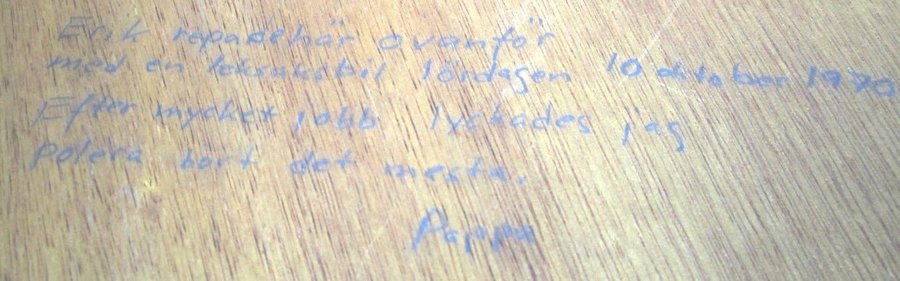 Erik repade här ovanför
med en leksaksbil lördagen 10 oktober 1970
Efter mycket jobb lyckades jag
polera bort det mesta.
Pappa